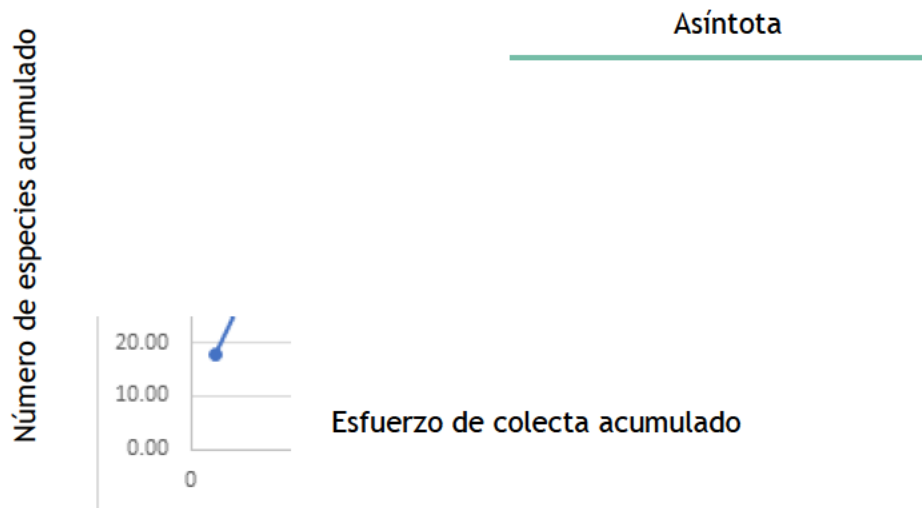 Asíntota
Número de especies acumulado
20.00
10.00
0.00
0
Esfuerzo de colecta acumulado